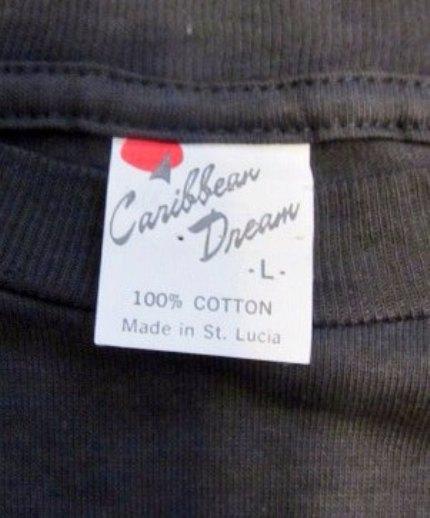 Caribbean
Dream
·L·
100% COTTON
Made in St. Lucia